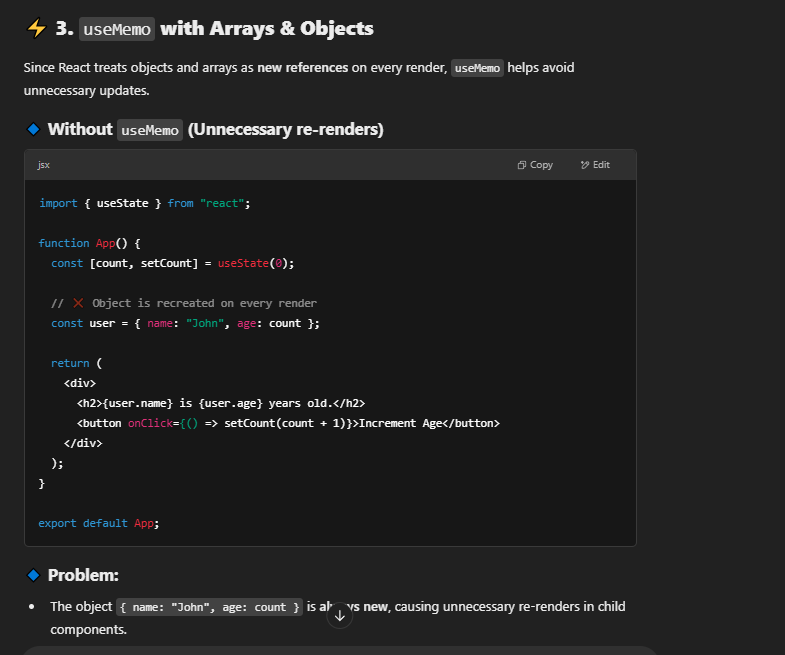 ⚡ 3. useMemo with Arrays & Objects
Since React treats objects and arrays as new references on every render, useMemo helps avoid
unnecessary updates.
🔹 Without useMemo (Unnecessary re-renders)
jsx Copy Edit
import { useState } from "react";
function App() {
  const [count, setCount] = useState(0);
  // ❌ Object is recreated on every render
  const user = { name: "John", age: count };
  return (
    <div>
      <h2>{user.name} is {user.age} years old.</h2>
      <button onClick={() => setCount(count + 1)}>Increment Age</button>
    </div>
  );
}
export default App;
🔹 Problem:
• The object { name: "John", age: count } is always new, causing unnecessary re-renders in child
components.